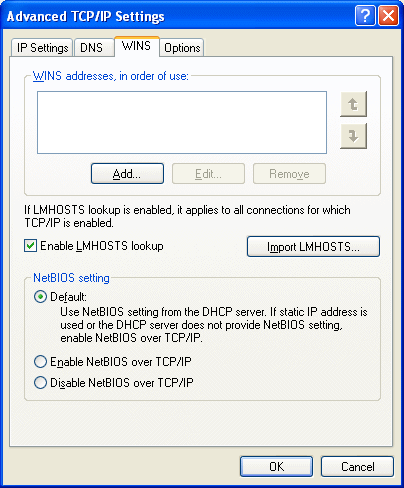 Advanced TCP/IP Settings
IP Settings DNS WINS Options
WINS addresses, in order of use:
Add... Edit... Remove
If LMHOSTS lookup is enabled, it applies to all connections for which
TCP/IP is enabled.
Enable LMHOSTS lookup Import LMHOSTS...
NetBIOS setting
Default:
Use NetBIOS setting from the DHCP server. If static IP address is
used or the DHCP server does not provide NetBIOS setting,
enable NetBIOS over TCP/IP.
Enable NetBIOS over TCP/IP
Disable NetBIOS over TCP/IP
OK Cancel